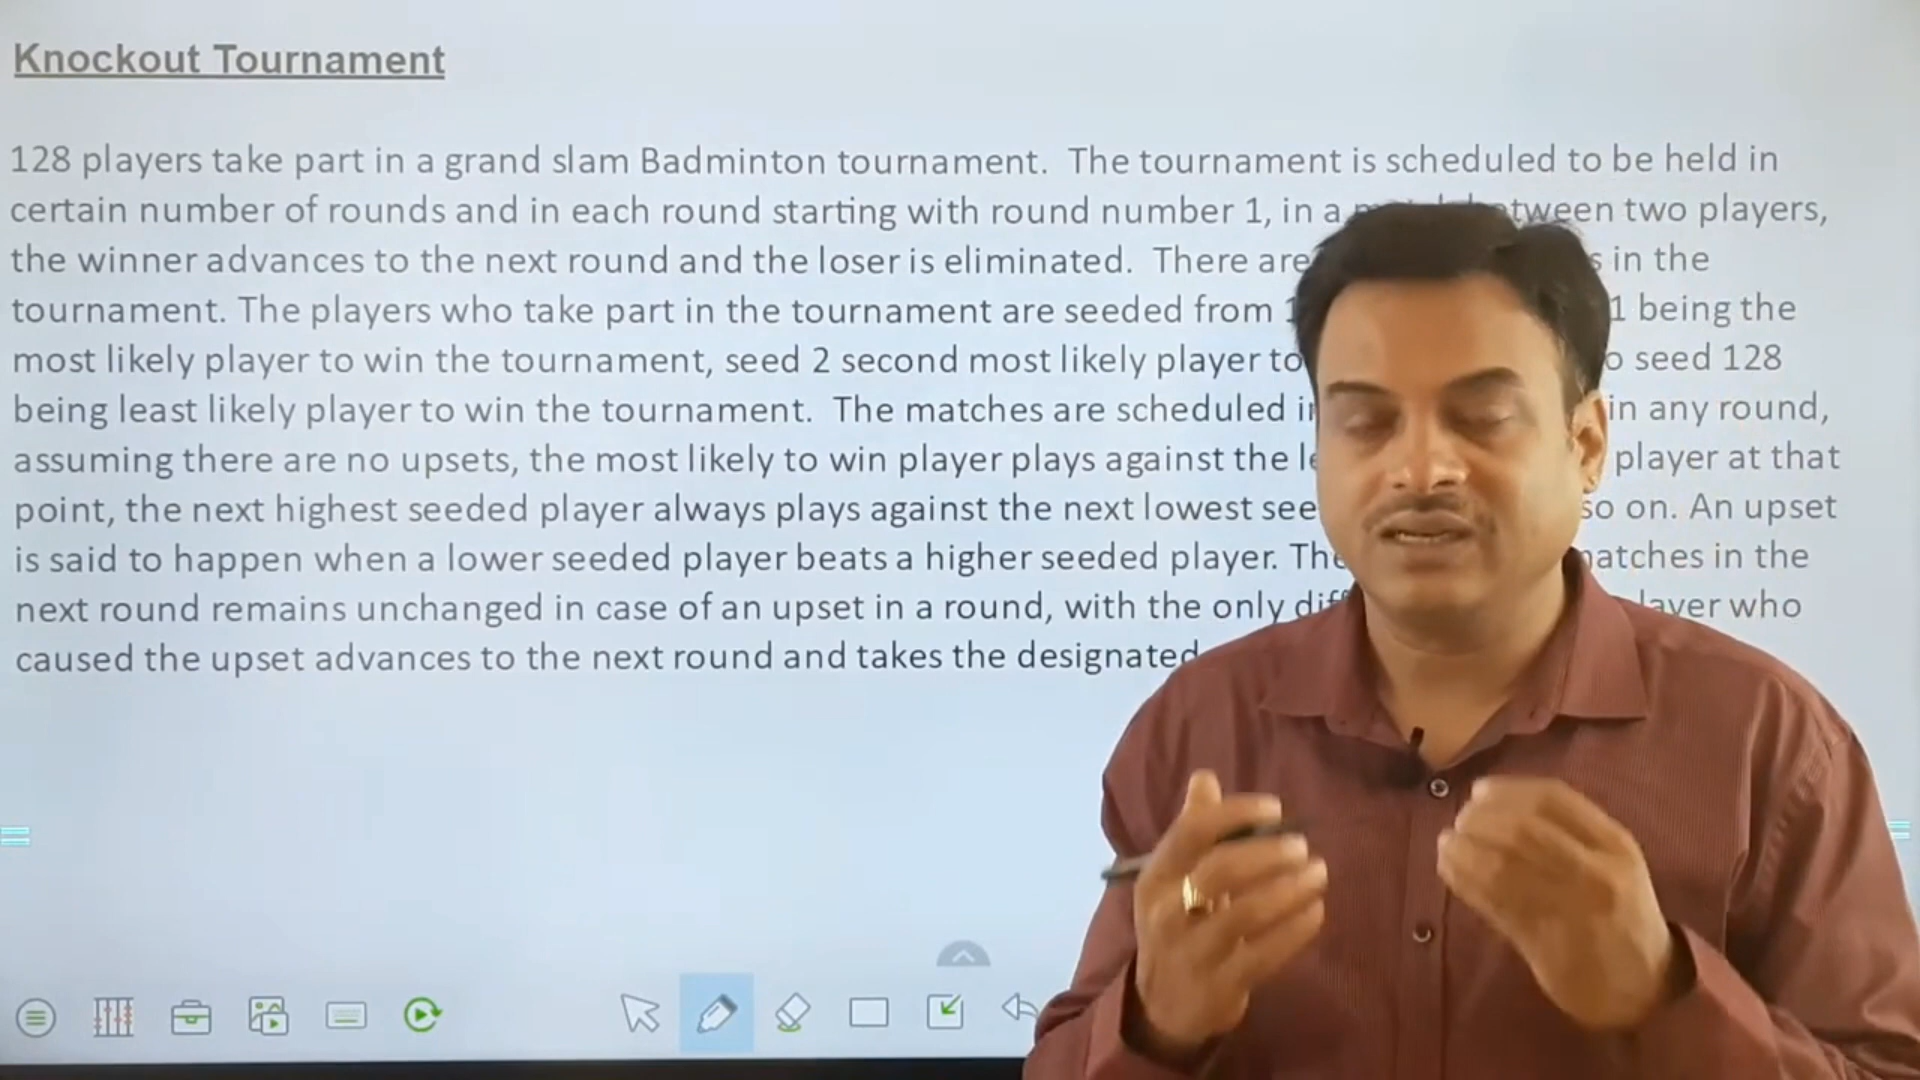 Knockout Tournament
128 players take part in a grand slam Badminton tournament. The tournament is scheduled to be held in
certain number of rounds and in each round starting with round number 1, in a between two players,
the winner advances to the next round and the loser is eliminated. There are in the
tournament. The players who take part in the tournament are seeded from 1 being the
most likely player to win the tournament, seed 2 second most likely player to seed 128
being least likely player to win the tournament. The matches are scheduled in any round,
assuming there are no upsets, the most likely to win player plays against the player at that
point, the next highest seeded player always plays against the next lowest so on. An upset
is said to happen when a lower seeded player beats a higher seeded player. matches in the
next round remains unchanged in case of an upset in a round, with the only player who
caused the upset advances to the next round and takes the designated